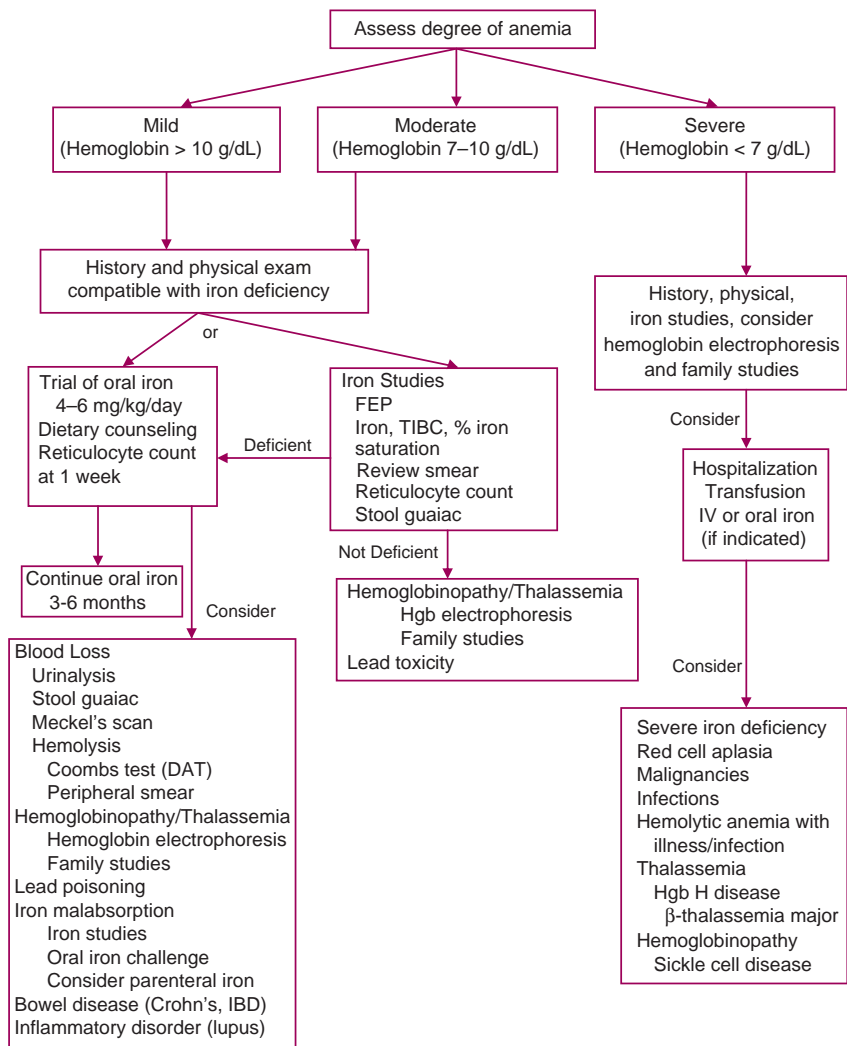 Assess degree of anemia
Mild
(Hemoglobin > 10 g/dL)
Moderate
(Hemoglobin 7–10 g/dL)
Severe
(Hemoglobin < 7 g/dL)
History and physical exam
compatible with iron deficiency
or
History, physical,
iron studies, consider
hemoglobin electrophoresis
and family studies
Trial of oral iron
4–6 mg/kg/day
Dietary counseling
Reticulocyte count
at 1 week
Deficient
Iron Studies
FEP
Iron, TIBC, % iron
saturation
Review smear
Reticulocyte count
Stool guaiac
Consider
Hospitalization
Transfusion
IV or oral iron
(if indicated)
Continue oral iron
3-6 months
Consider
Not Deficient
Hemoglobinopathy/Thalassemia
Hgb electrophoresis
Family studies
Lead toxicity
Consider
Blood Loss
Urinalysis
Stool guaiac
Meckel's scan
Hemolysis
Coombs test (DAT)
Peripheral smear
Hemoglobinopathy/Thalassemia
Hemoglobin electrophoresis
Family studies
Lead poisoning
Iron malabsorption
Iron studies
Oral iron challenge
Consider parenteral iron
Bowel disease (Crohn's, IBD)
Inflammatory disorder (lupus)
Severe iron deficiency
Red cell aplasia
Malignancies
Infections
Hemolytic anemia with
illness/infection
Thalassemia
Hgb H disease
β-thalassemia major
Hemoglobinopathy
Sickle cell disease